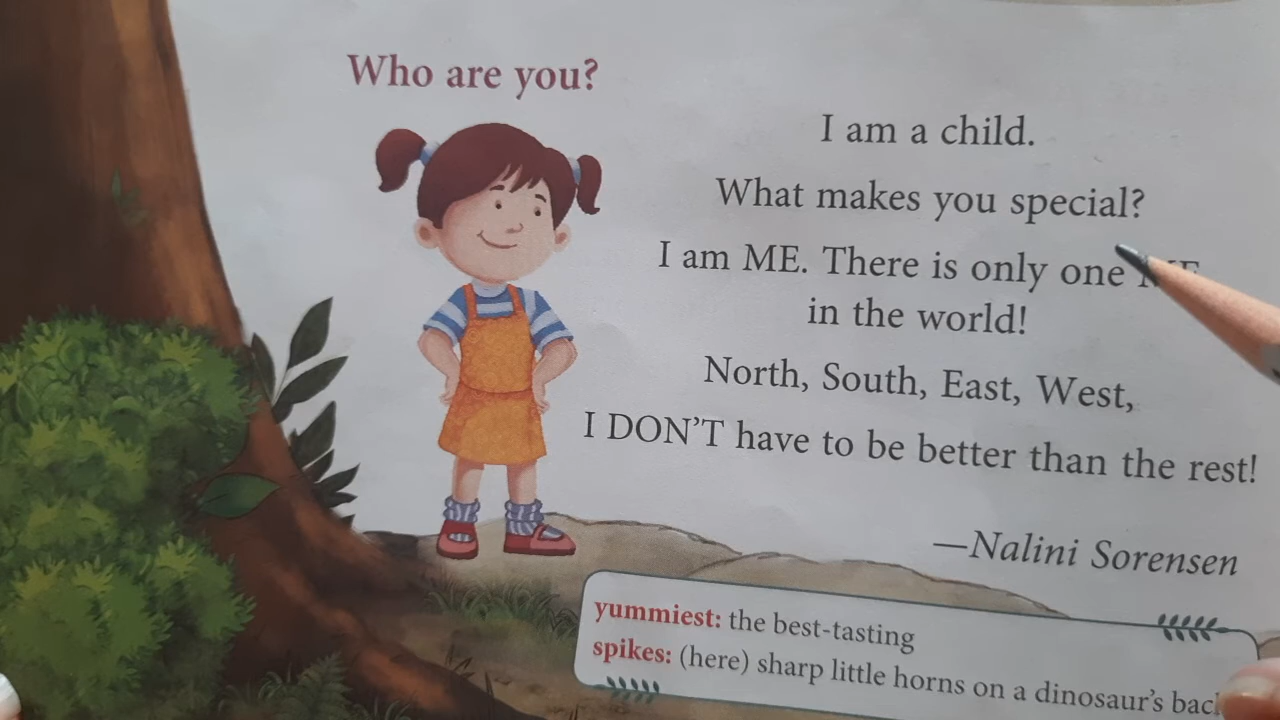 Who are you?
I am a child.
What makes you special?
I am ME. There is only one
in the world!
North, South, East, West,
I DON'T have to be better than the rest!
—Nalini Sorensen
yummiest: the best-tasting
spikes: (here) sharp little horns on a dinosaur's